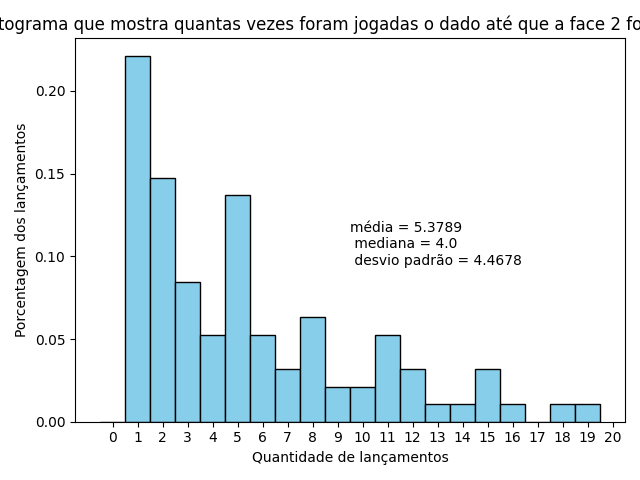 tograma que mostra quantas vezes foram jogadas o dado até que a face 2 fo
0.20
0.15
0.10
0.05
0.00
Porcentagem dos lançamentos
média = 5.3789
mediana = 4.0
desvio padrão = 4.4678
0 1 2 3 4 5 6 7 8 9 10 11 12 13 14 15 16 17 18 19 20
Quantidade de lançamentos